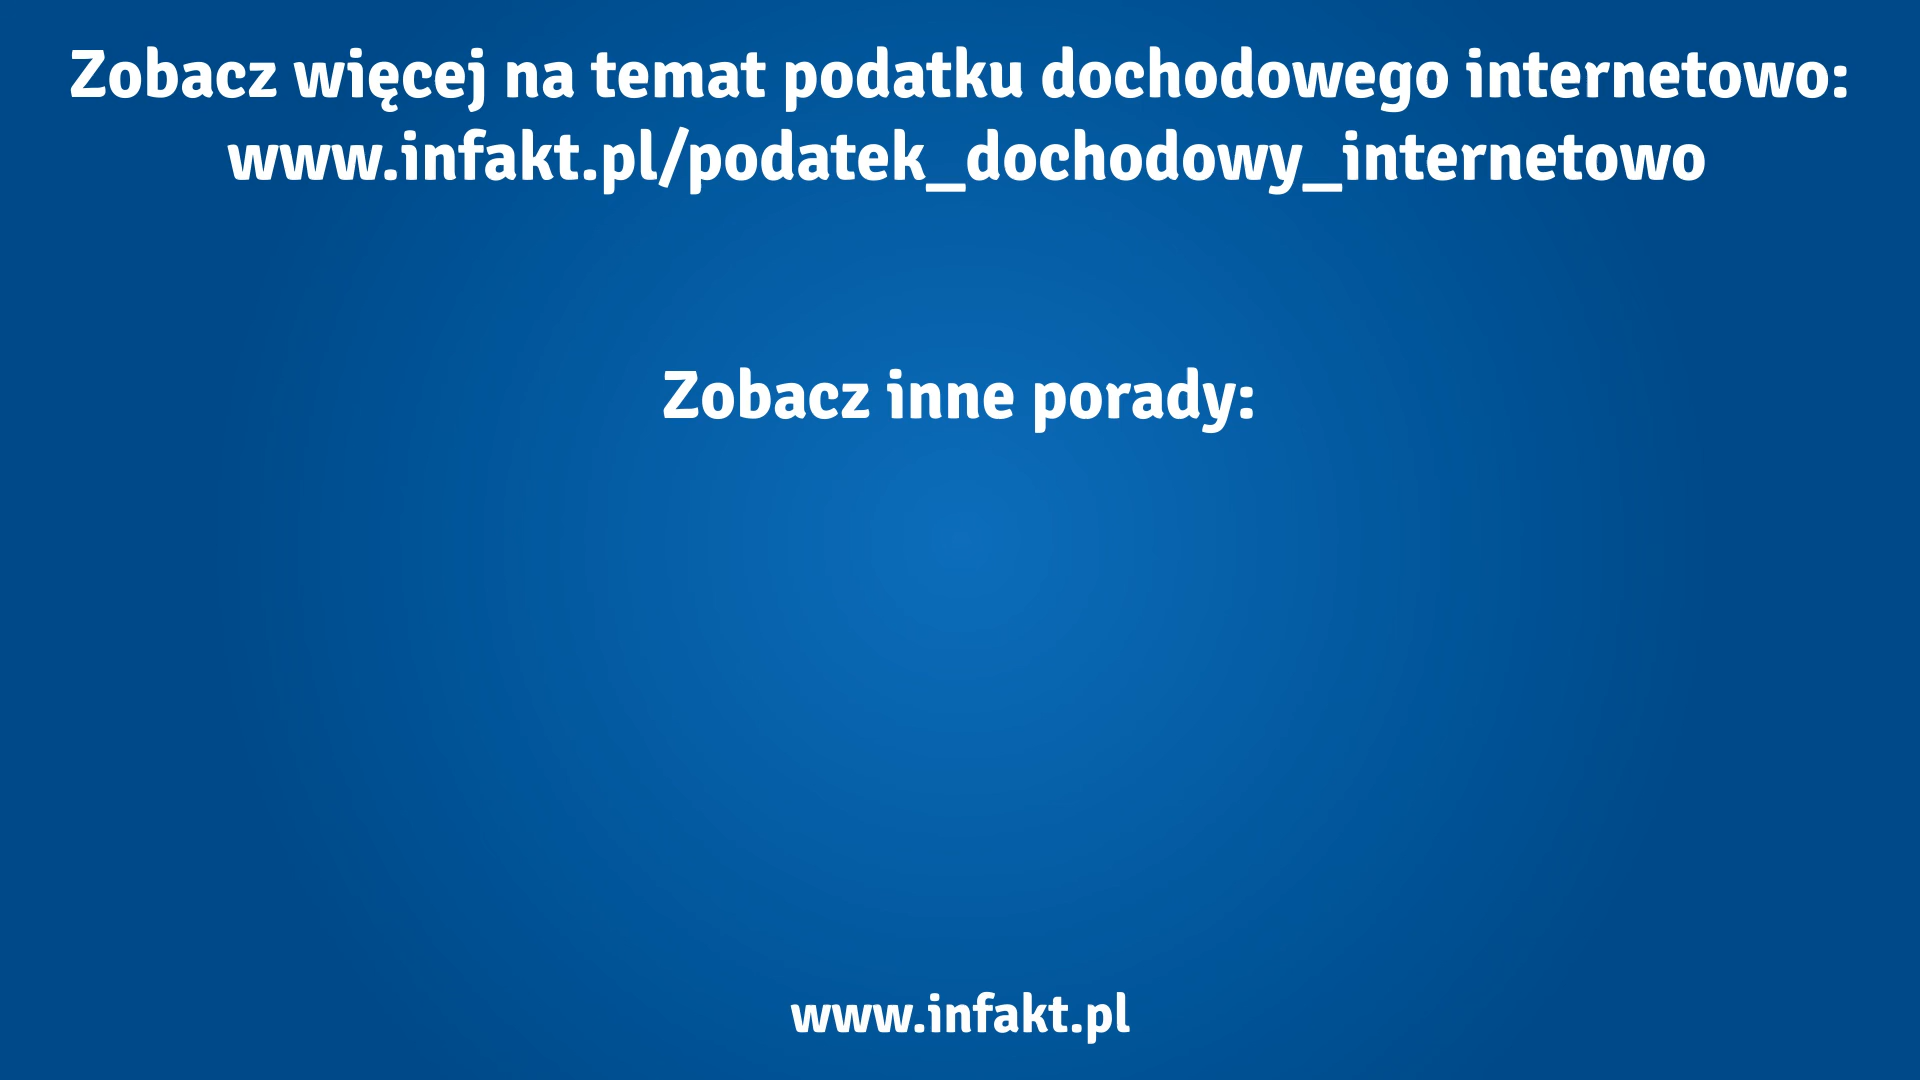 Zobacz więcej na temat podatku dochodowego internetowo:
www.infakt.pl/podatek_dochodowy_internetowo
Zobacz inne porady:
www.infakt.pl